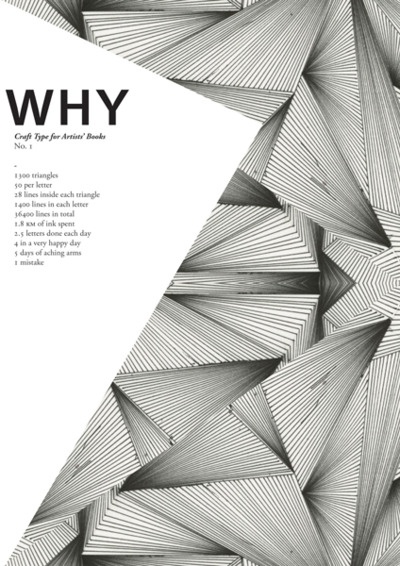 WHY
Craft Type for Artists' Books
No. 1
-
1300 triangles
50 per letter
28 lines inside each triangle
1400 lines in each letter
36400 lines in total
1.8 KM of ink spent
2.5 letters done each day
4 in a very happy day
5 days of aching arms
1 mistake